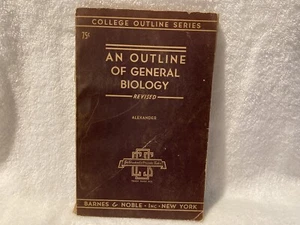 COLLEGE OUTLINE SERIES
75¢
AN OUTLINE
OF GENERAL
BIOLOGY
REVISED
ALEXANDER
BARNES & NOBLE · INC · NEW YORK